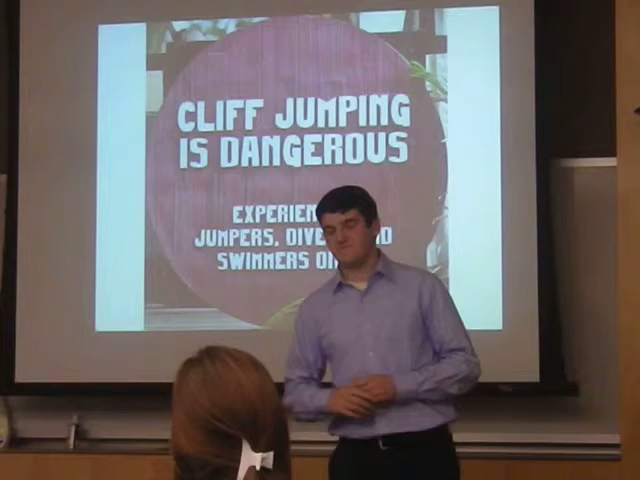 CLIFF JUMPING
IS DANGEROUS
JUMPERS,
SWIMMERS